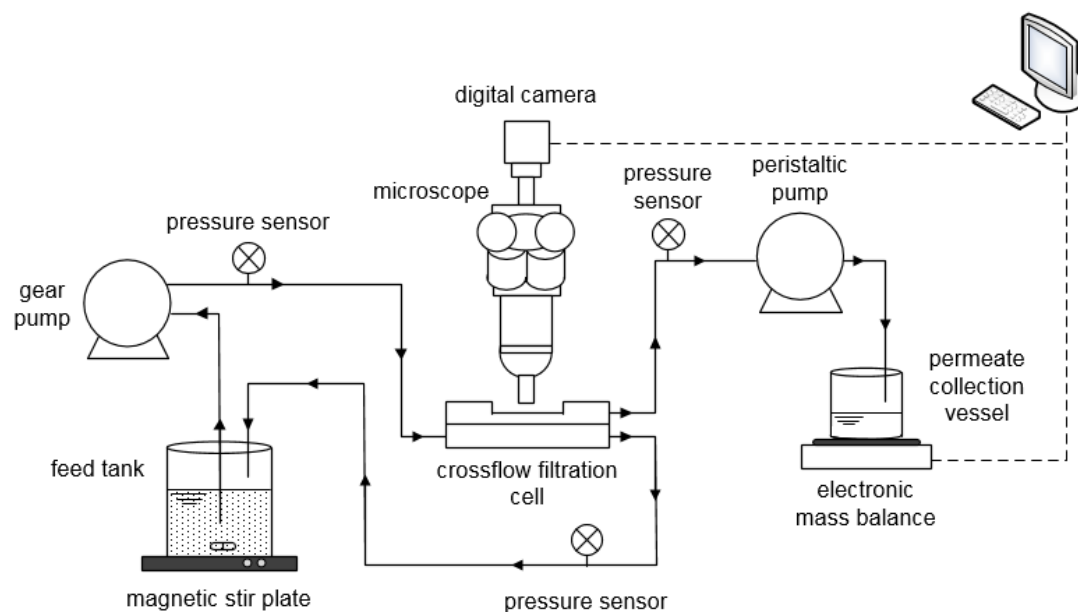 digital camera
microscope
pressure
sensor
peristaltic
pump
pressure sensor
gear
pump
permeate
collection
vessel
feed tank
crossflow filtration
cell
electronic
mass balance
magnetic stir plate
pressure sensor